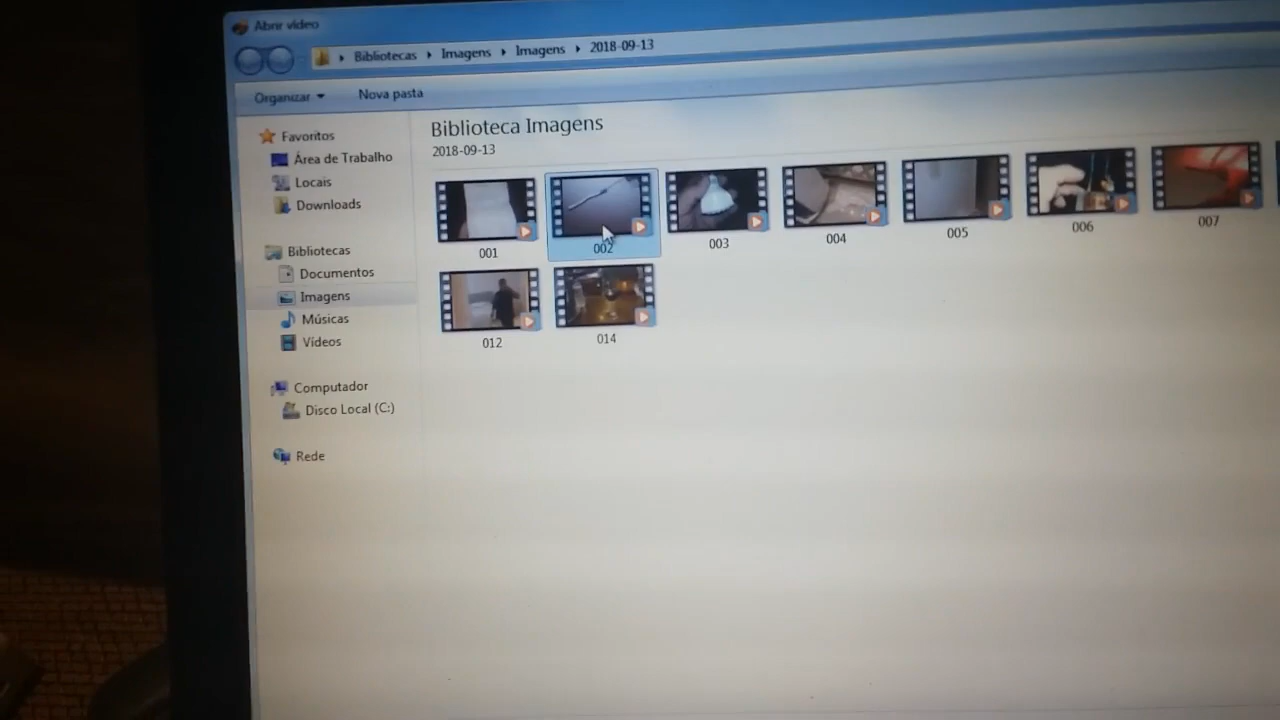 Abrir vídeo
Bibliotecas Imagens Imagens 2018-09-13
Organizar Nova pasta
Favoritos
Área de Trabalho
Locais
Downloads
Bibliotecas
Documentos
Imagens
Músicas
Vídeos
Computador
Disco Local (C:)
Rede
Biblioteca Imagens
2018-09-13
001 002 003 004 005 006 007
012 014